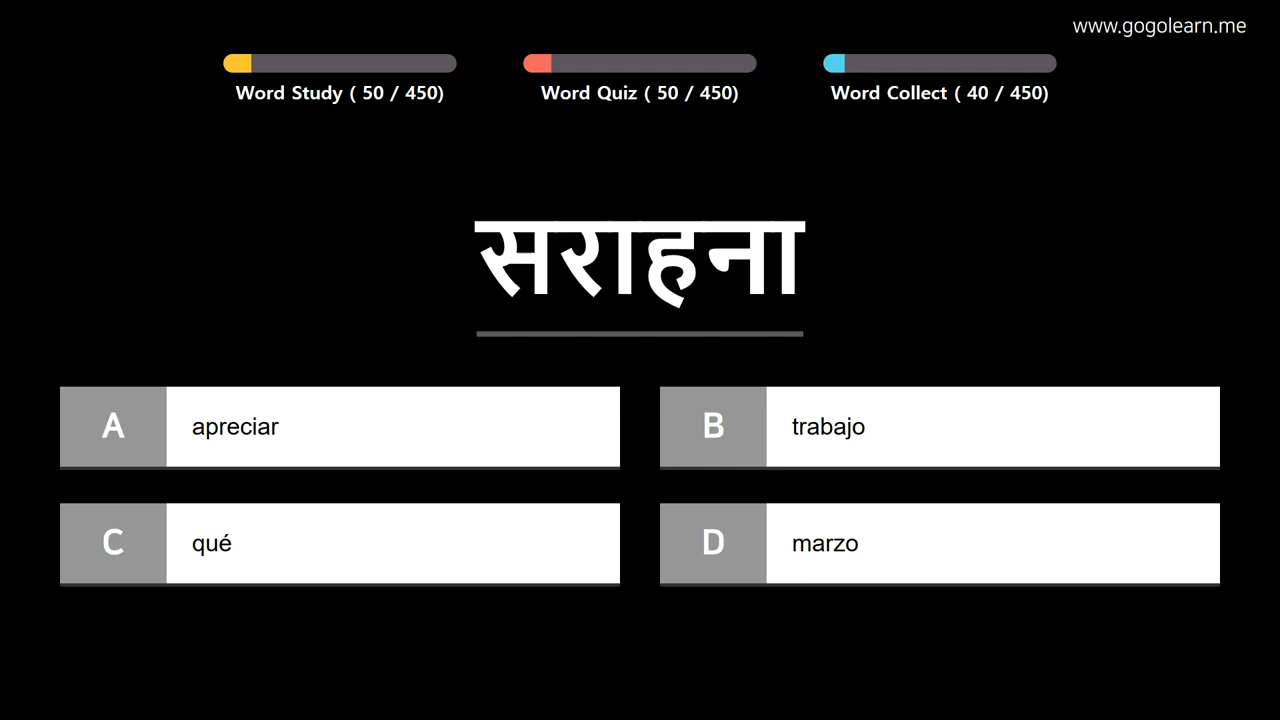 www.gogolearn.me
Word Study ( 50 / 450)
Word Quiz ( 50 / 450)
Word Collect ( 40 / 450)
सराहना
A apreciar
B trabajo
C qué
D marzo